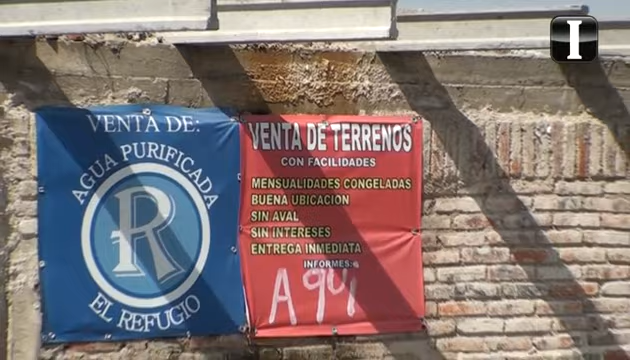 I
VENTA DE:
AGUA PURIFICADA
R
EL REFUGIO
VENTA DE TERRENOS
CON FACILIDADES
MENSUALIDADES CONGELADAS
BUENA UBICACION
SIN AVAL
SIN INTERESES
ENTREGA INMEDIATA
INFORMES: